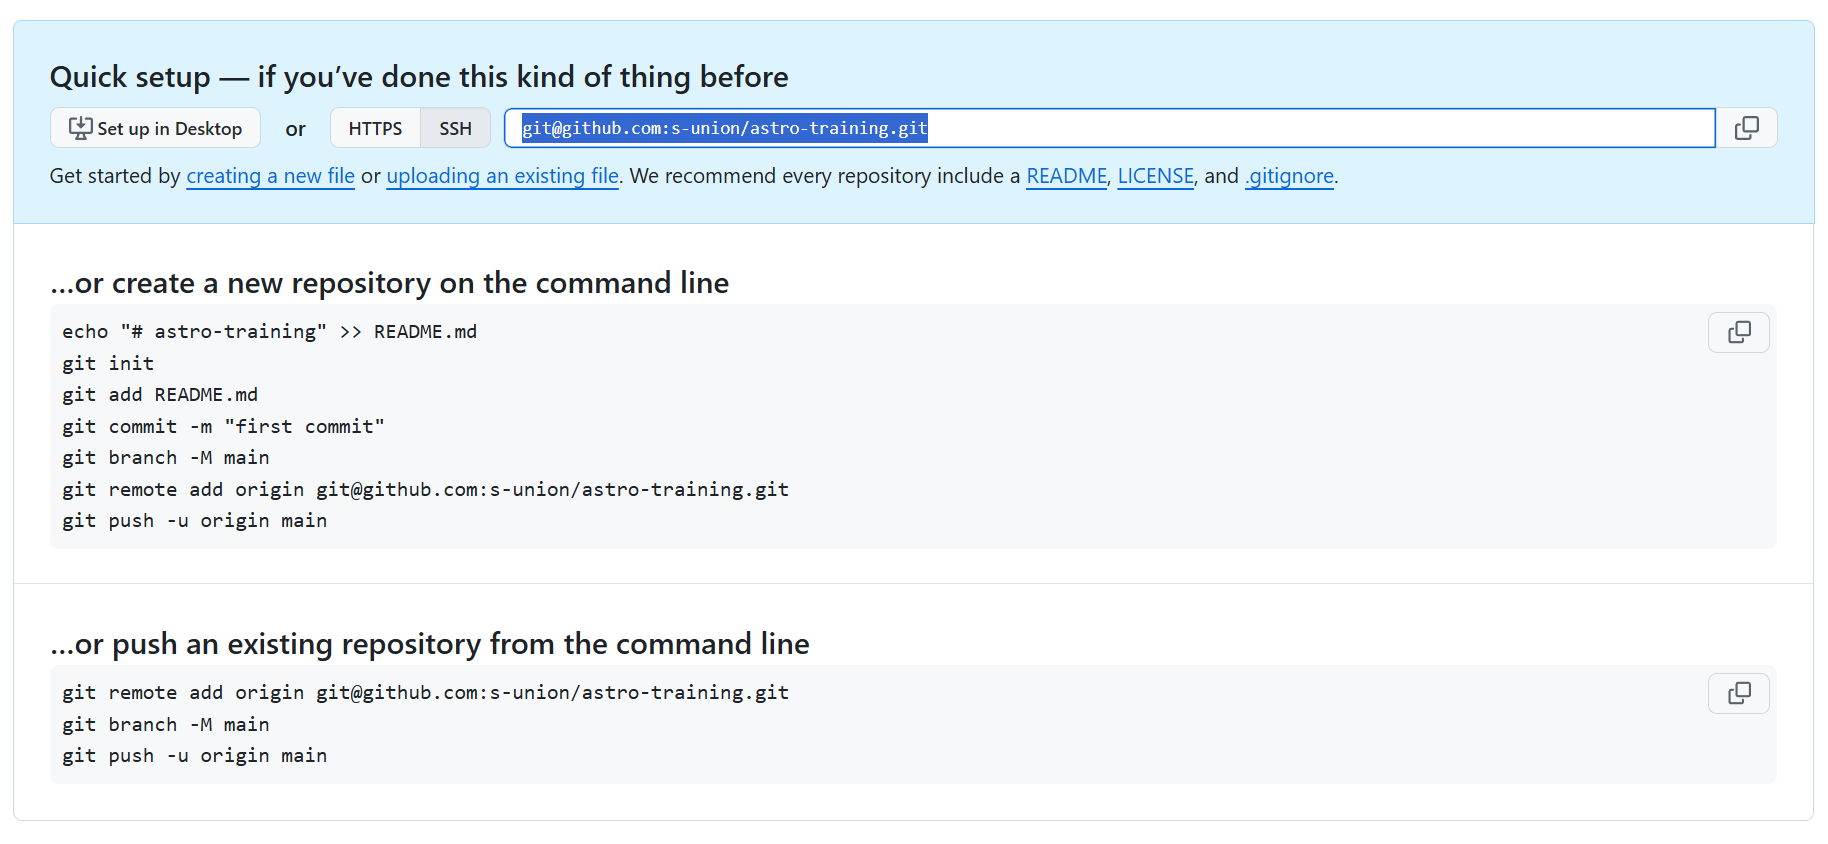 Quick setup — if you’ve done this kind of thing before
Set up in Desktop or HTTPS SSH git@github.com:s-union/astro-training.git
Get started by creating a new file or uploading an existing file. We recommend every repository include a README, LICENSE, and .gitignore.
…or create a new repository on the command line
echo "# astro-training" >> README.md
git init
git add README.md
git commit -m "first commit"
git branch -M main
git remote add origin git@github.com:s-union/astro-training.git
git push -u origin main
…or push an existing repository from the command line
git remote add origin git@github.com:s-union/astro-training.git
git branch -M main
git push -u origin main